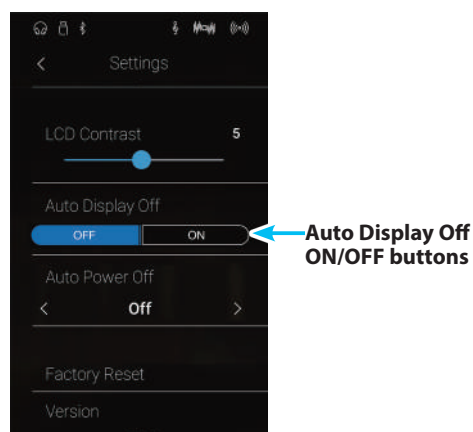 Settings
LCD Contrast 5
Auto Display Off
OFF ON
Auto Display Off
ON/OFF buttons
Auto Power Off
Off
Factory Reset
Version